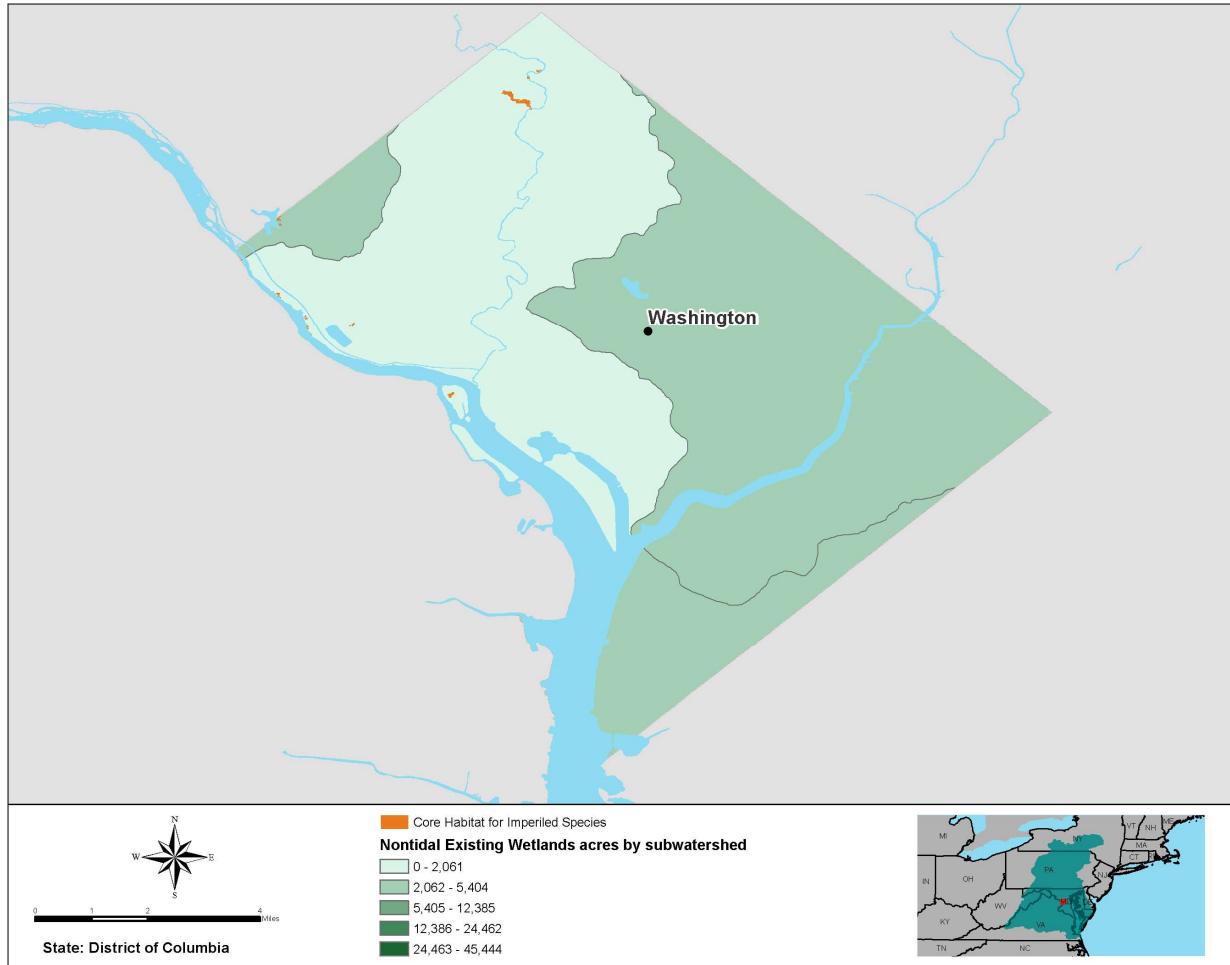 Washington
N
W
E
S
0
1
2
4
Miles
State: District of Columbia
Core Habitat for Imperiled Species
Nontidal Existing Wetlands acres by subwatershed
0 - 2,061
2,062 - 5,404
5,405 - 12,385
12,386 - 24,462
24,463 - 45,444
MI
NY
VT
NH
ME
MA
CT
PA
NJ
IN
OH
WV
VA
KY
TN
NC